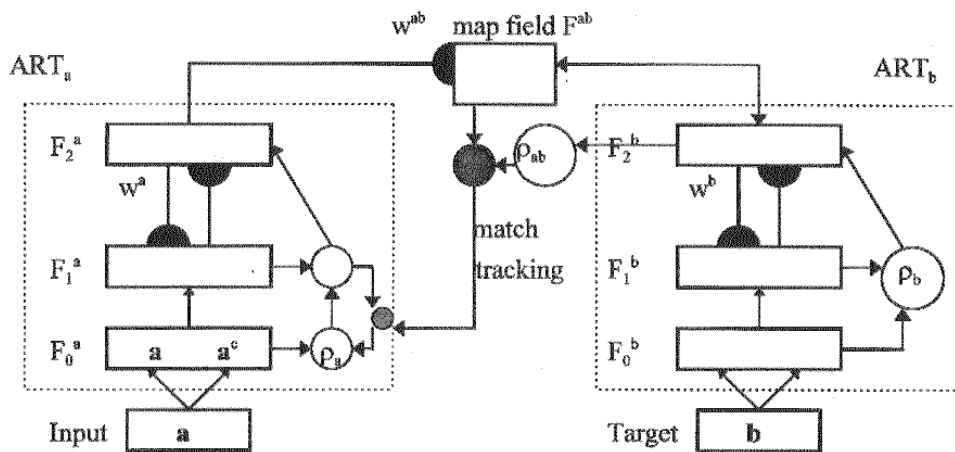 w^ab map field F^ab
ART_a
ART_b
F_2^a
ρ_ab
F_2^b
w^a
w^b
match
tracking
F_1^a
F_1^b
ρ_b
F_0^a
a a^c
ρ_a
F_0^b
Input a
Target b